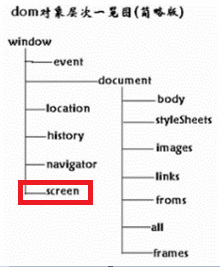 dom对象层次一览图(简略版)
window
event
document
location
history
navigator
screen
body
styleSheets
images
links
froms
all
frames